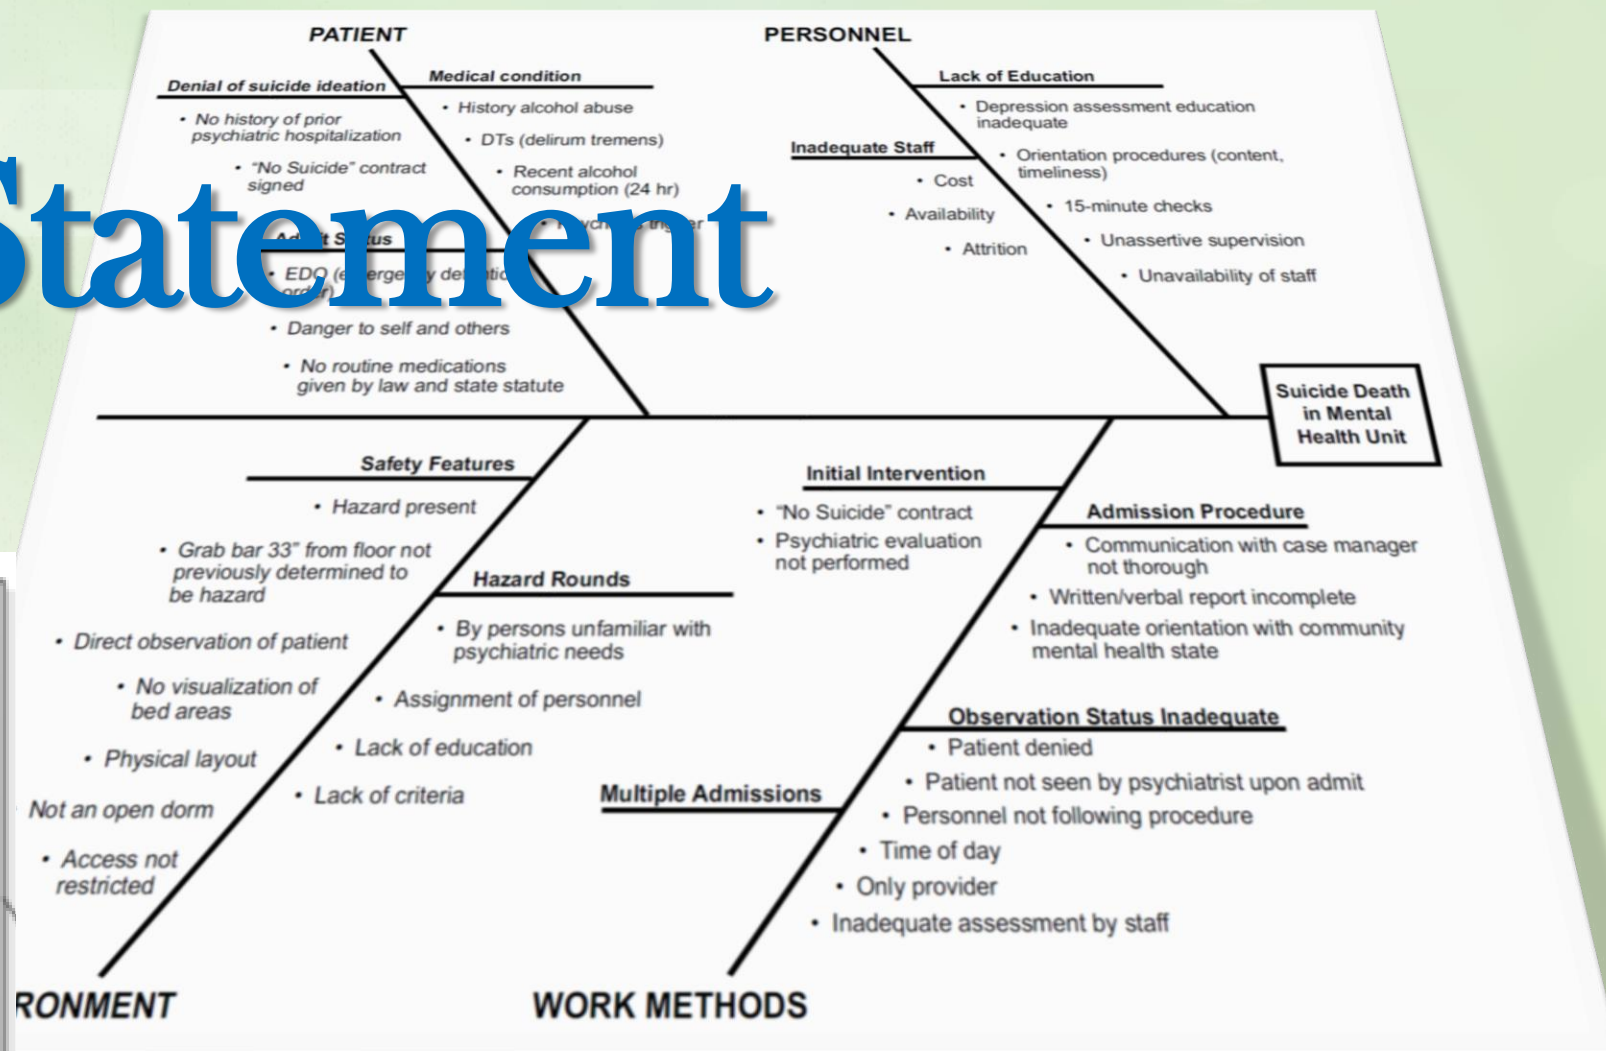 PATIENT
Denial of suicide ideation
• No history of prior
psychiatric hospitalization
• “No Suicide” contract
signed
Medical condition
• History alcohol abuse
• DTs (delirum tremens)
• Recent alcohol
consumption (24 hr)
Statement
• EDO
• Danger to self and others
• No routine medications
given by law and state statute
PERSONNEL
Lack of Education
• Depression assessment education
inadequate
• Orientation procedures (content,
timeliness)
• 15-minute checks
• Unassertive supervision
• Unavailability of staff
Inadequate Staff
• Cost
• Availability
• Attrition
Suicide Death
in Mental
Health Unit
Safety Features
• Hazard present
• Grab bar 33” from floor not
previously determined to
be hazard
• Direct observation of patient
• No visualization of
bed areas
• Physical layout
Not an open dorm
• Access not
restricted
Hazard Rounds
• By persons unfamiliar with
psychiatric needs
• Assignment of personnel
• Lack of education
• Lack of criteria
RONMENT
Initial Intervention
• “No Suicide” contract
• Psychiatric evaluation
not performed
Admission Procedure
• Communication with case manager
not thorough
• Written/verbal report incomplete
• Inadequate orientation with community
mental health state
Observation Status Inadequate
• Patient denied
• Patient not seen by psychiatrist upon admit
• Personnel not following procedure
• Time of day
• Only provider
• Inadequate assessment by staff
Multiple Admissions
WORK METHODS